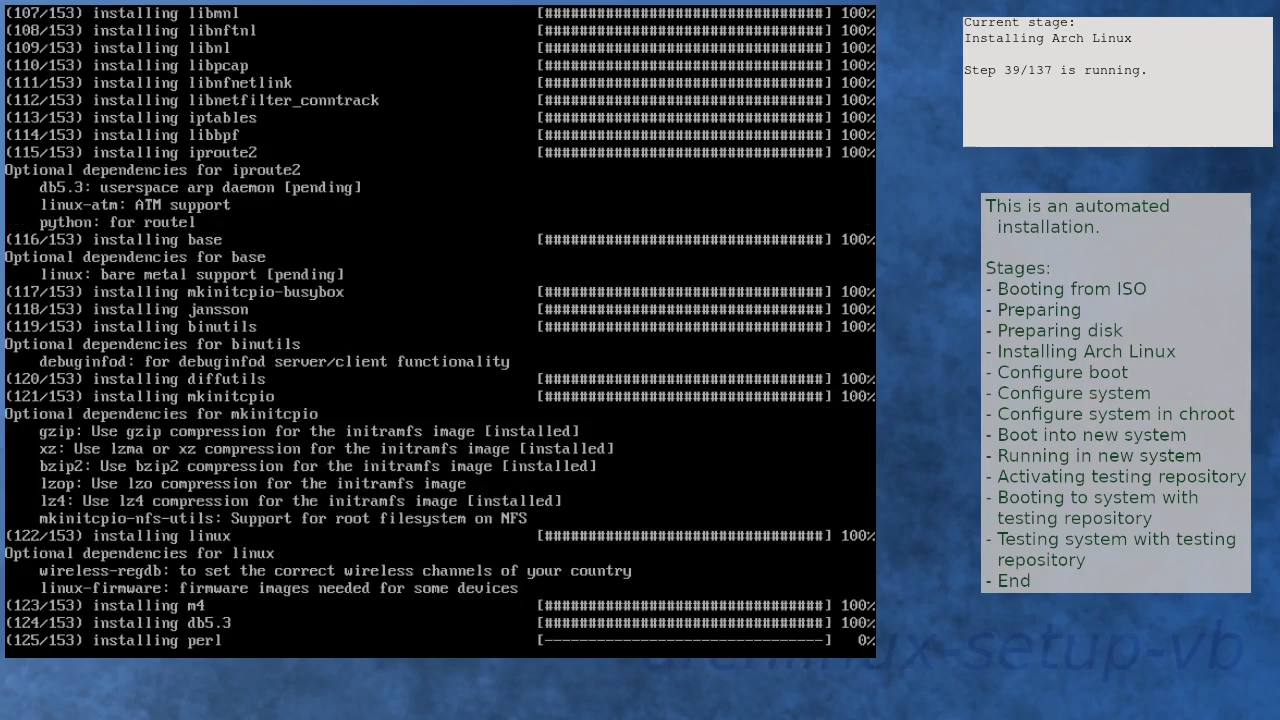 (107/153) installing libmnl [################################] 100%
(108/153) installing libnftnl [################################] 100%
(109/153) installing libnl [################################] 100%
(110/153) installing libpcap [################################] 100%
(111/153) installing libnfnetlink [################################] 100%
(112/153) installing libnetfilter_conntrack [################################] 100%
(113/153) installing iptables [################################] 100%
(114/153) installing libbpf [################################] 100%
(115/153) installing iproute2 [################################] 100%
Optional dependencies for iproute2
db5.3: userspace arp daemon [pending]
linux-atm: ATM support
python: for routel
(116/153) installing base [################################] 100%
Optional dependencies for base
linux: bare metal support [pending]
(117/153) installing mkinitcpio-busybox [################################] 100%
(118/153) installing jansson [################################] 100%
(119/153) installing binutils [################################] 100%
Optional dependencies for binutils
debuginfod: for debuginfod server/client functionality
(120/153) installing diffutils [################################] 100%
(121/153) installing mkinitcpio [################################] 100%
Optional dependencies for mkinitcpio
gzip: Use gzip compression for the initramfs image [installed]
xz: Use lzma or xz compression for the initramfs image [installed]
bzip2: Use bzip2 compression for the initramfs image [installed]
lzop: Use lzo compression for the initramfs image
lz4: Use lz4 compression for the initramfs image [installed]
mkinitcpio-nfs-utils: Support for root filesystem on NFS
(122/153) installing linux [################################] 100%
Optional dependencies for linux
wireless-regdb: to set the correct wireless channels of your country
linux-firmware: firmware images needed for some devices
(123/153) installing m4 [################################] 100%
(124/153) installing db5.3 [################################] 100%
(125/153) installing perl [--------------------------------] 0%
Current stage:
Installing Arch Linux
Step 39/137 is running.
This is an automated
installation.
Stages:
- Booting from ISO
- Preparing
- Preparing disk
- Installing Arch Linux
- Configure boot
- Configure system
- Configure system in chroot
- Boot into new system
- Running in new system
- Activating testing repository
- Booting to system with
testing repository
- Testing system with testing
repository
- End
archlinux-setup-vb